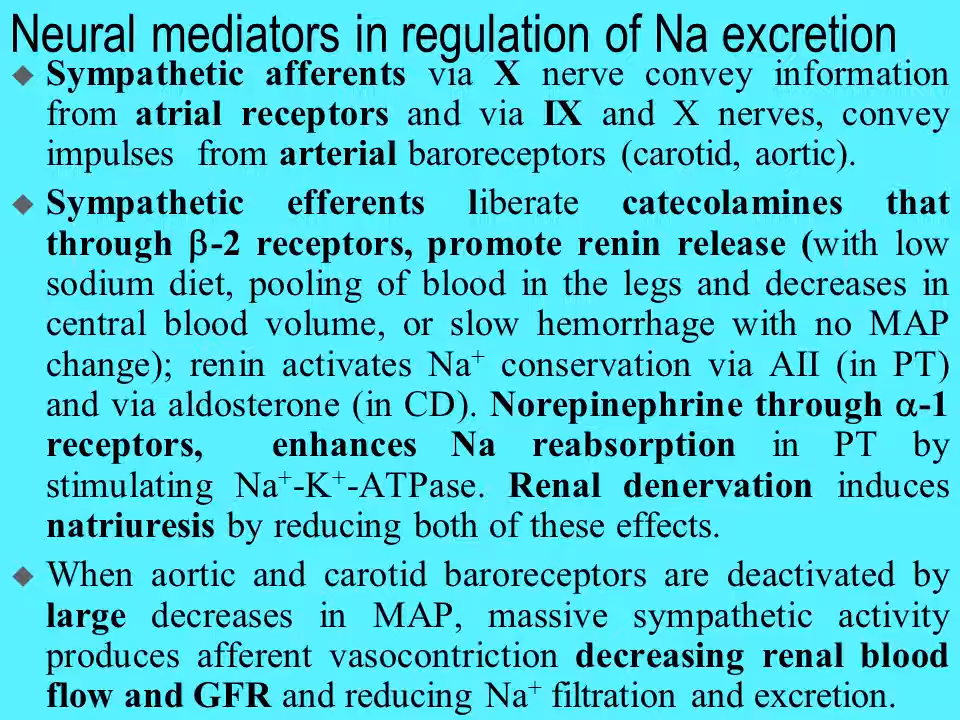 Neural mediators in regulation of Na excretion
Sympathetic afferents via X nerve convey information
from atrial receptors and via IX and X nerves, convey
impulses from arterial baroreceptors (carotid, aortic).
Sympathetic efferents liberate catecolamines that
through β-2 receptors, promote renin release (with low
sodium diet, pooling of blood in the legs and decreases in
central blood volume, or slow hemorrhage with no MAP
change); renin activates Na⁺ conservation via AII (in PT)
and via aldosterone (in CD). Norepinephrine through α-1
receptors, enhances Na reabsorption in PT by
stimulating Na⁺-K⁺-ATPase. Renal denervation induces
natriuresis by reducing both of these effects.
When aortic and carotid baroreceptors are deactivated by
large decreases in MAP, massive sympathetic activity
produces afferent vasocontriction decreasing renal blood
flow and GFR and reducing Na⁺ filtration and excretion.